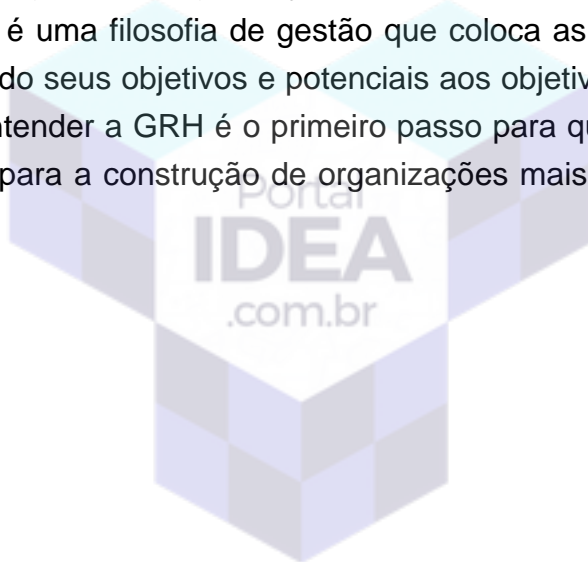 é uma filosofia de gestão que coloca as
do seus objetivos e potenciais aos objetiv
ntender a GRH é o primeiro passo para qu
para a construção de organizações mais
Portal
IDEA
.com.br